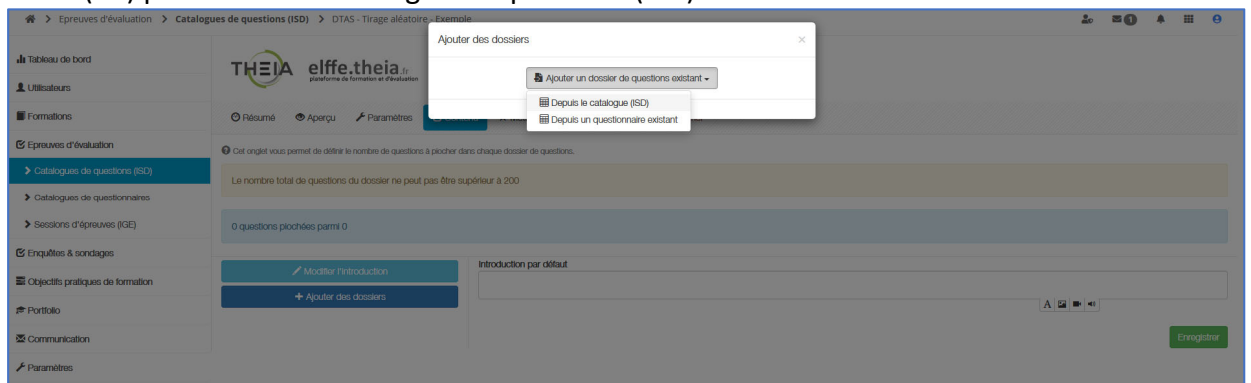 Epreuves d'évaluation > Catalogues de questions (ISD) > DTAS - Tirage aléatoire - Exemple
1
Ajouter des dossiers
×
Ajouter un dossier de questions existant
Depuis le catalogue (ISD)
Depuis un questionnaire existant
Tableau de bord
Utilisateurs
Formations
Epreuves d'évaluation
Catalogues de questions (ISD)
Catalogues de questionnaires
Sessions d'épreuves (IGE)
Enquêtes & sondages
Objectifs pratiques de formation
Portfolio
Communication
Paramètres
THEIA elffe.theia.fr
plateforme de formation et d'évaluation
Résumé Aperçu Paramètres
Cet onglet vous permet de définir le nombre de questions à piocher dans chaque dossier de questions.
Le nombre total de questions du dossier ne peut pas être supérieur à 200
0 questions piochées parmi 0
Modifier l'introduction
+ Ajouter des dossiers
Introduction par défaut
A
Enregistrer